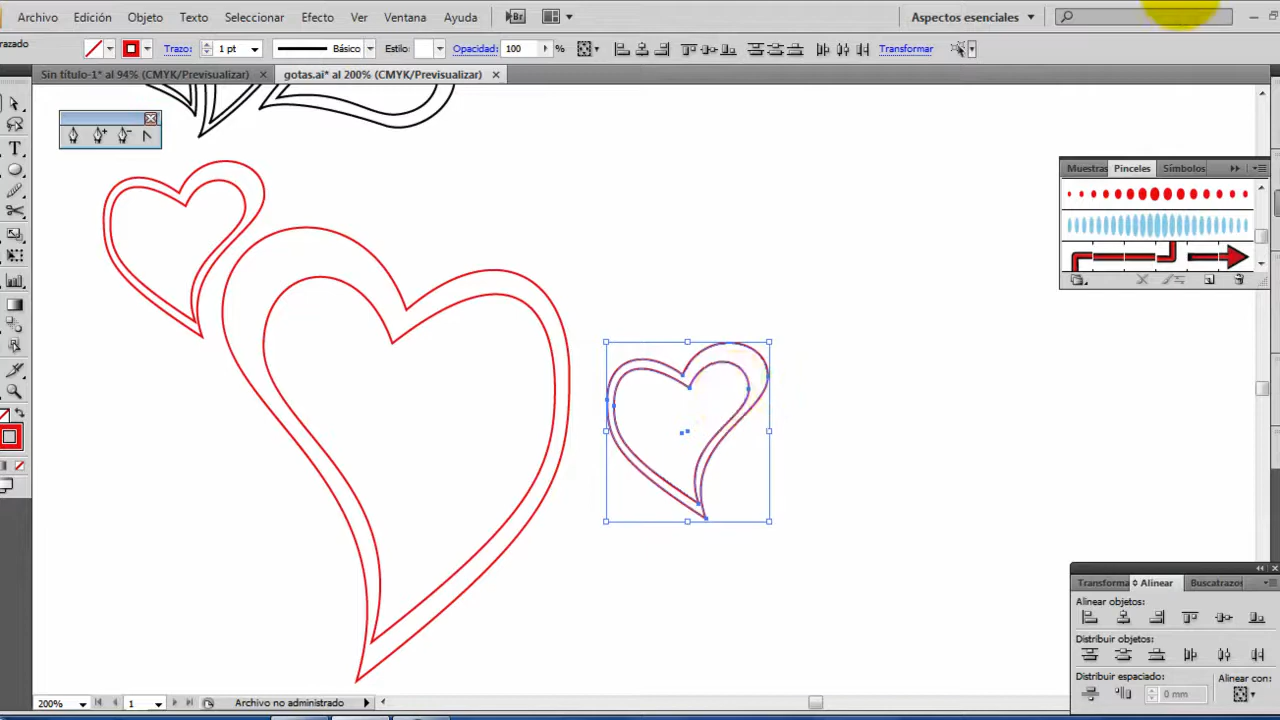 Archivo Edición Objeto Texto Seleccionar Efecto Ver Ventana Ayuda Br Aspectos esenciales
razado Trazo: 1 pt Básico Estilo: Opacidad: 100 % Transformar
Sin título-1* al 94% (CMYK/Previsualizar) gotas.ai* al 200% (CMYK/Previsualizar)
Muestras Pinceles Símbolos
Transforma Alinear Buscatrazos
Alinear objetos:
Distribuir objetos:
Distribuir espaciado: Alinear con:
0 mm
200% 1 Archivo no administrado